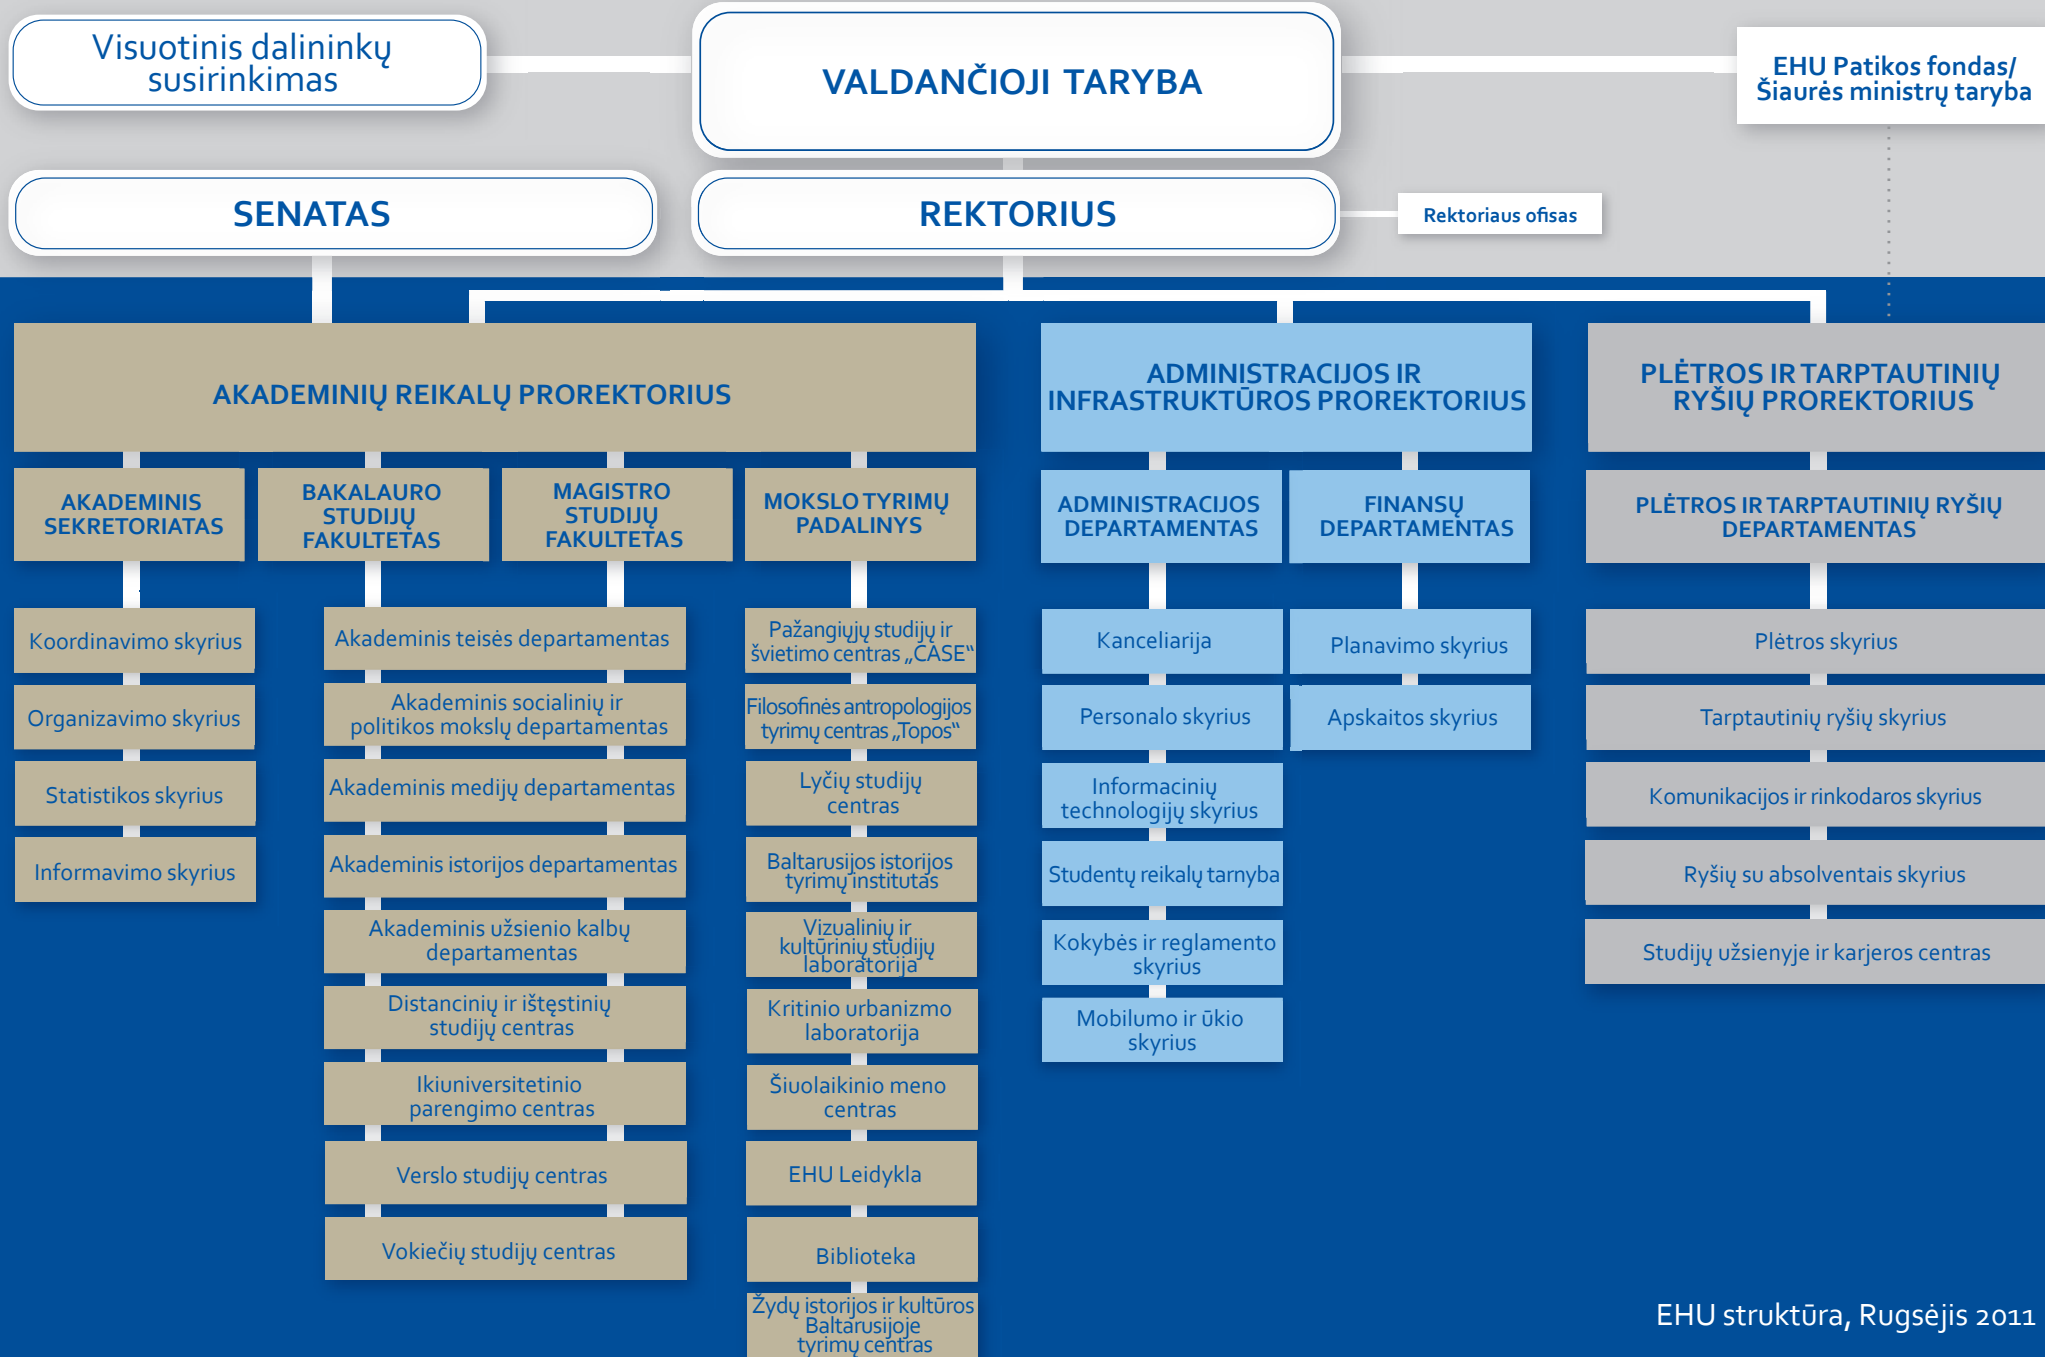 Visuotinis dalininkų
susirinkimas
VALDANČIOJI TARYBA
EHU Patikos fondas/
Šiaurės ministrų taryba
SENATAS
REKTORIUS
Rektoriaus ofisas
AKADEMINIŲ REIKALŲ PROREKTORIUS
ADMINISTRACIJOS IR
INFRASTRUKTŪROS PROREKTORIUS
PLĖTROS IR TARPTAUTINIŲ
RYŠIŲ PROREKTORIUS
AKADEMINIS
SEKRETORIATAS
BAKALAURO
STUDIJŲ
FAKULTETAS
MAGISTRO
STUDIJŲ
FAKULTETAS
MOKSLO TYRIMŲ
PADALINYS
ADMINISTRACIJOS
DEPARTAMENTAS
FINANSŲ
DEPARTAMENTAS
PLĖTROS IR TARPTAUTINIŲ RYŠIŲ
DEPARTAMENTAS
Koordinavimo skyrius
Organizavimo skyrius
Statistikos skyrius
Informavimo skyrius
Akademinis teisės departamentas
Akademinis socialinių ir
politikos mokslų departamentas
Akademinis medijų departamentas
Akademinis istorijos departamentas
Akademinis užsienio kalbų
departamentas
Distancinių ir ištęstinių
studijų centras
Ikiuniversitetinio
parengimo centras
Verslo studijų centras
Vokiečių studijų centras
Pažangiųjų studijų ir
švietimo centras „CASE“
Filosofinės antropologijos
tyrimų centras „Topos“
Lyčių studijų
centras
Baltarusijos istorijos
tyrimų institutas
Vizualinių ir
kultūrinių studijų
laboratorija
Kritinio urbanizmo
laboratorija
Šiuolaikinio meno
centras
EHU Leidykla
Biblioteka
Žydų istorijos ir kultūros
Baltarusijoje
tyrimų centras
Kanceliarija
Personalo skyrius
Informacinių
technologijų skyrius
Studentų reikalų tarnyba
Kokybės ir reglamento
skyrius
Mobilumo ir ūkio
skyrius
Planavimo skyrius
Apskaitos skyrius
Plėtros skyrius
Tarptautinių ryšių skyrius
Komunikacijos ir rinkodaros skyrius
Ryšių su absolventais skyrius
Studijų užsienyje ir karjeros centras
EHU struktūra, Rugsėjis 2011